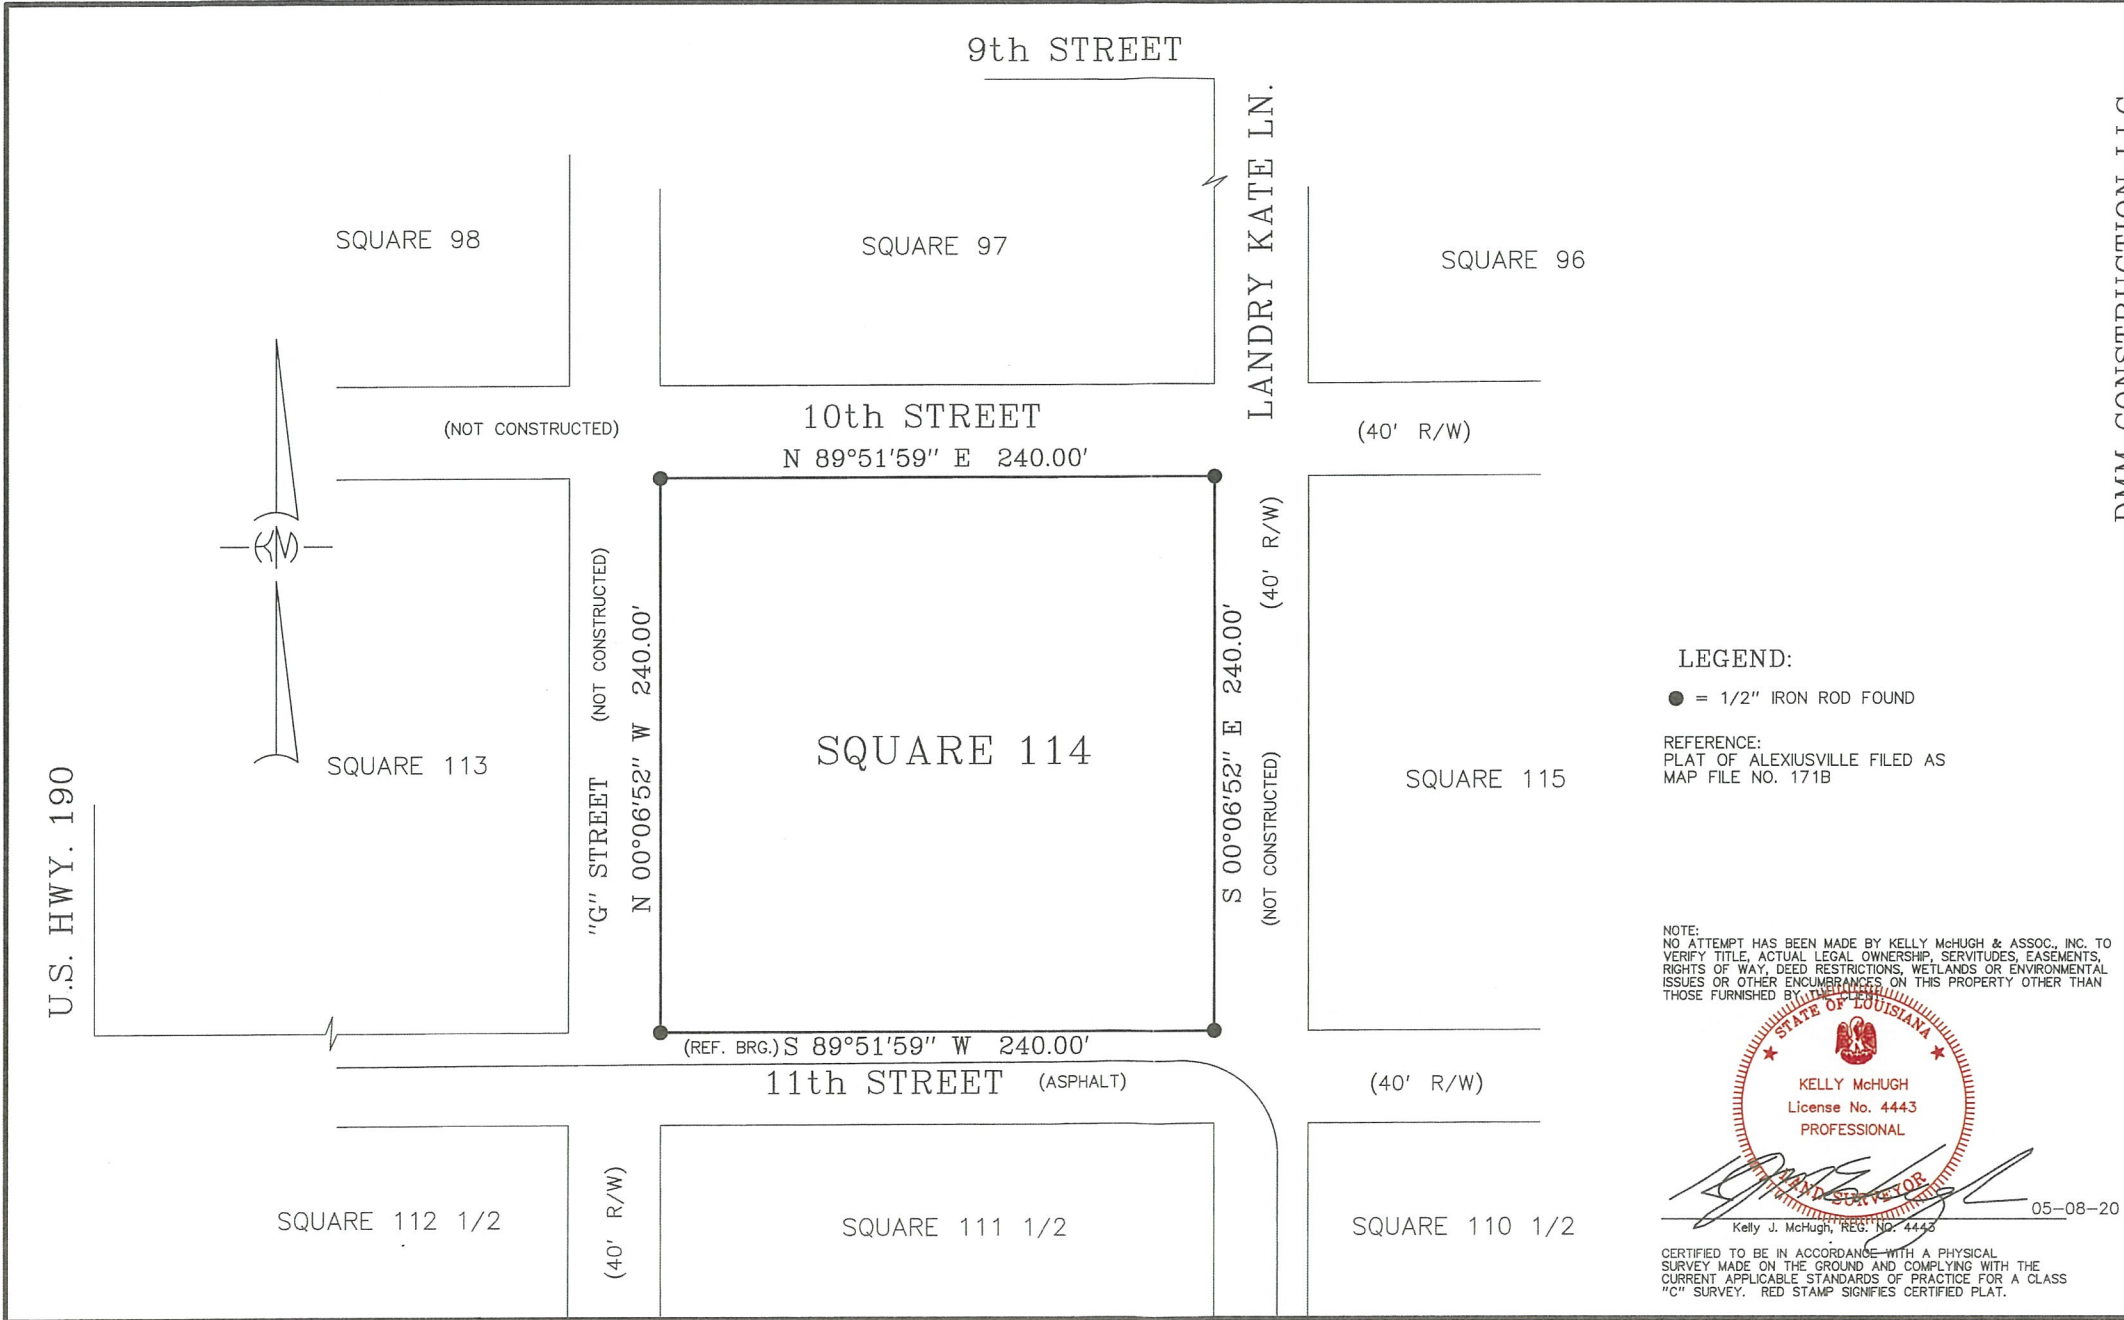 9th STREET
LANDRY KATE LN.
SQUARE 98
SQUARE 97
SQUARE 96
(NOT CONSTRUCTED)
10th STREET
(40' R/W)
N 89°51'59" E 240.00'
KM
(NOT CONSTRUCTED)
"G" STREET
N 00°06'52" W 240.00'
SQUARE 114
S 00°06'52" E 240.00'
(40' R/W)
(NOT CONSTRUCTED)
SQUARE 113
SQUARE 115
U.S. HWY. 190
(REF. BRG.) S 89°51'59" W 240.00'
11th STREET (ASPHALT)
(40' R/W)
SQUARE 112 1/2
(40' R/W)
SQUARE 111 1/2
SQUARE 110 1/2
CONSTRUCTION
LEGEND:
● = 1/2" IRON ROD FOUND
REFERENCE:
PLAT OF ALEXIUSVILLE FILED AS
MAP FILE NO. 171B
NOTE:
NO ATTEMPT HAS BEEN MADE BY KELLY McHUGH & ASSOC., INC. TO
VERIFY TITLE, ACTUAL LEGAL OWNERSHIP, SERVITUDES, EASEMENTS,
RIGHTS OF WAY, DEED RESTRICTIONS, WETLANDS OR ENVIRONMENTAL
ISSUES OR OTHER ENCUMBRANCES ON THIS PROPERTY OTHER THAN
THOSE FURNISHED BY THE CLIENT.
STATE OF LOUISIANA
KELLY McHUGH
License No. 4443
PROFESSIONAL
LAND SURVEYOR
05-08-20
Kelly J. McHugh, REG. NO. 4443
CERTIFIED TO BE IN ACCORDANCE WITH A PHYSICAL
SURVEY MADE ON THE GROUND AND COMPLYING WITH THE
CURRENT APPLICABLE STANDARDS OF PRACTICE FOR A CLASS
"C" SURVEY. RED STAMP SIGNIFIES CERTIFIED PLAT.